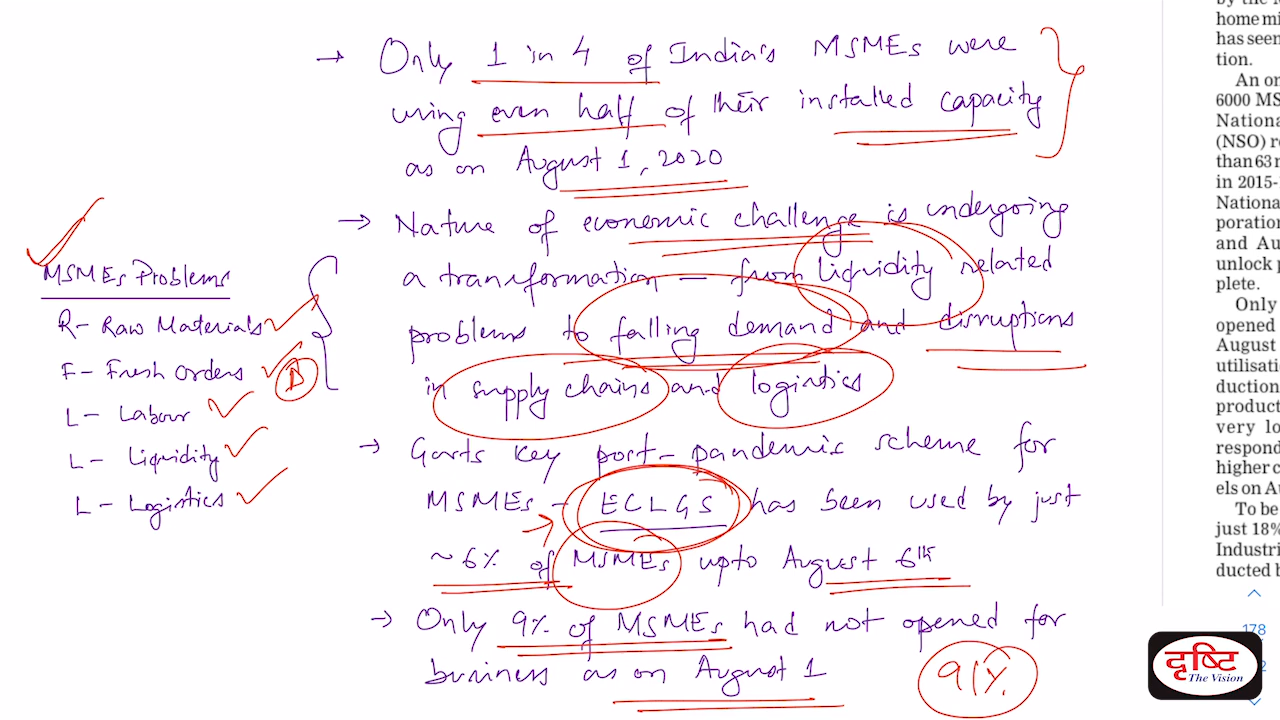 → Only 1 in 4 of India's MSMEs were
using even half of their installed capacity
as on August 1, 2020
→ Nature of economic challenge is undergoing
a transformation – from liquidity related
problems to falling demand and disruptions
in supply chains and logistics
→ Govts key post-pandemic scheme for
MSMEs – ECLGS has been used by just
~6% of MSMEs upto August 6th
→ Only 9% of MSMEs had not opened for
business as on August 1
91%
MSMEs Problems
R- Raw Materials
F- Fresh Orders
D
L- Labour
L- Liquidity
L- Logistics
home mi
has seen
tion.
An on
6000 MS
Nationa
(NSO) re
than 63 m
in 2015-
Nationa
poration
and Au
unlock p
plete.
Only
opened
August
utilisati
duction
product
very lo
respond
higher c
els on Au
To be
just 18%
Industri
ducted b
178
2
दृष्टि
The Vision